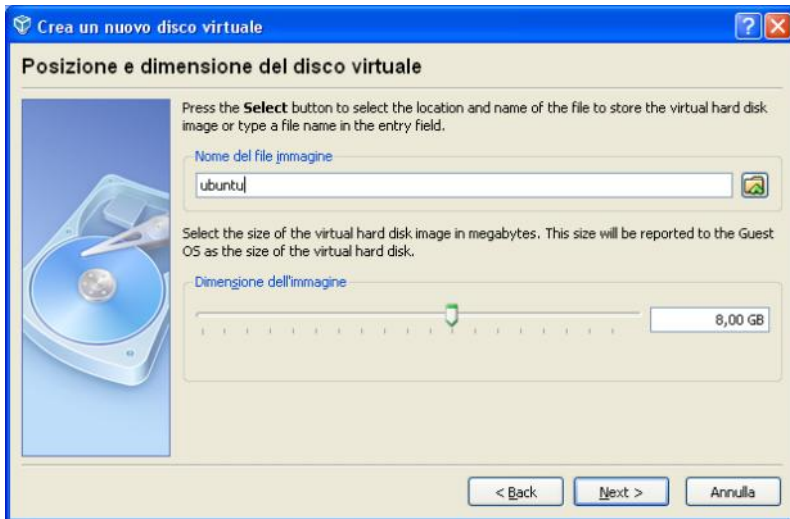 Crea un nuovo disco virtuale
Posizione e dimensione del disco virtuale
Press the Select button to select the location and name of the file to store the virtual hard disk
image or type a file name in the entry field.
Nome del file immagine
ubuntu
Select the size of the virtual hard disk image in megabytes. This size will be reported to the Guest
OS as the size of the virtual hard disk.
Dimensione dell'immagine
8,00 GB
< Back
Next >
Annulla